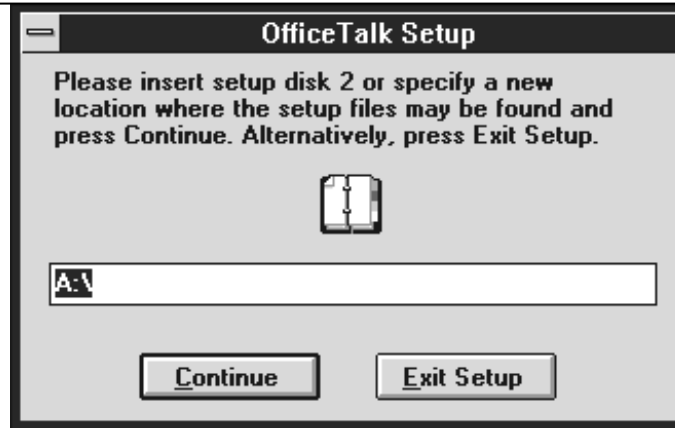 OfficeTalk Setup
Please insert setup disk 2 or specify a new
location where the setup files may be found and
press Continue. Alternatively, press Exit Setup.
A:\
Continue Exit Setup